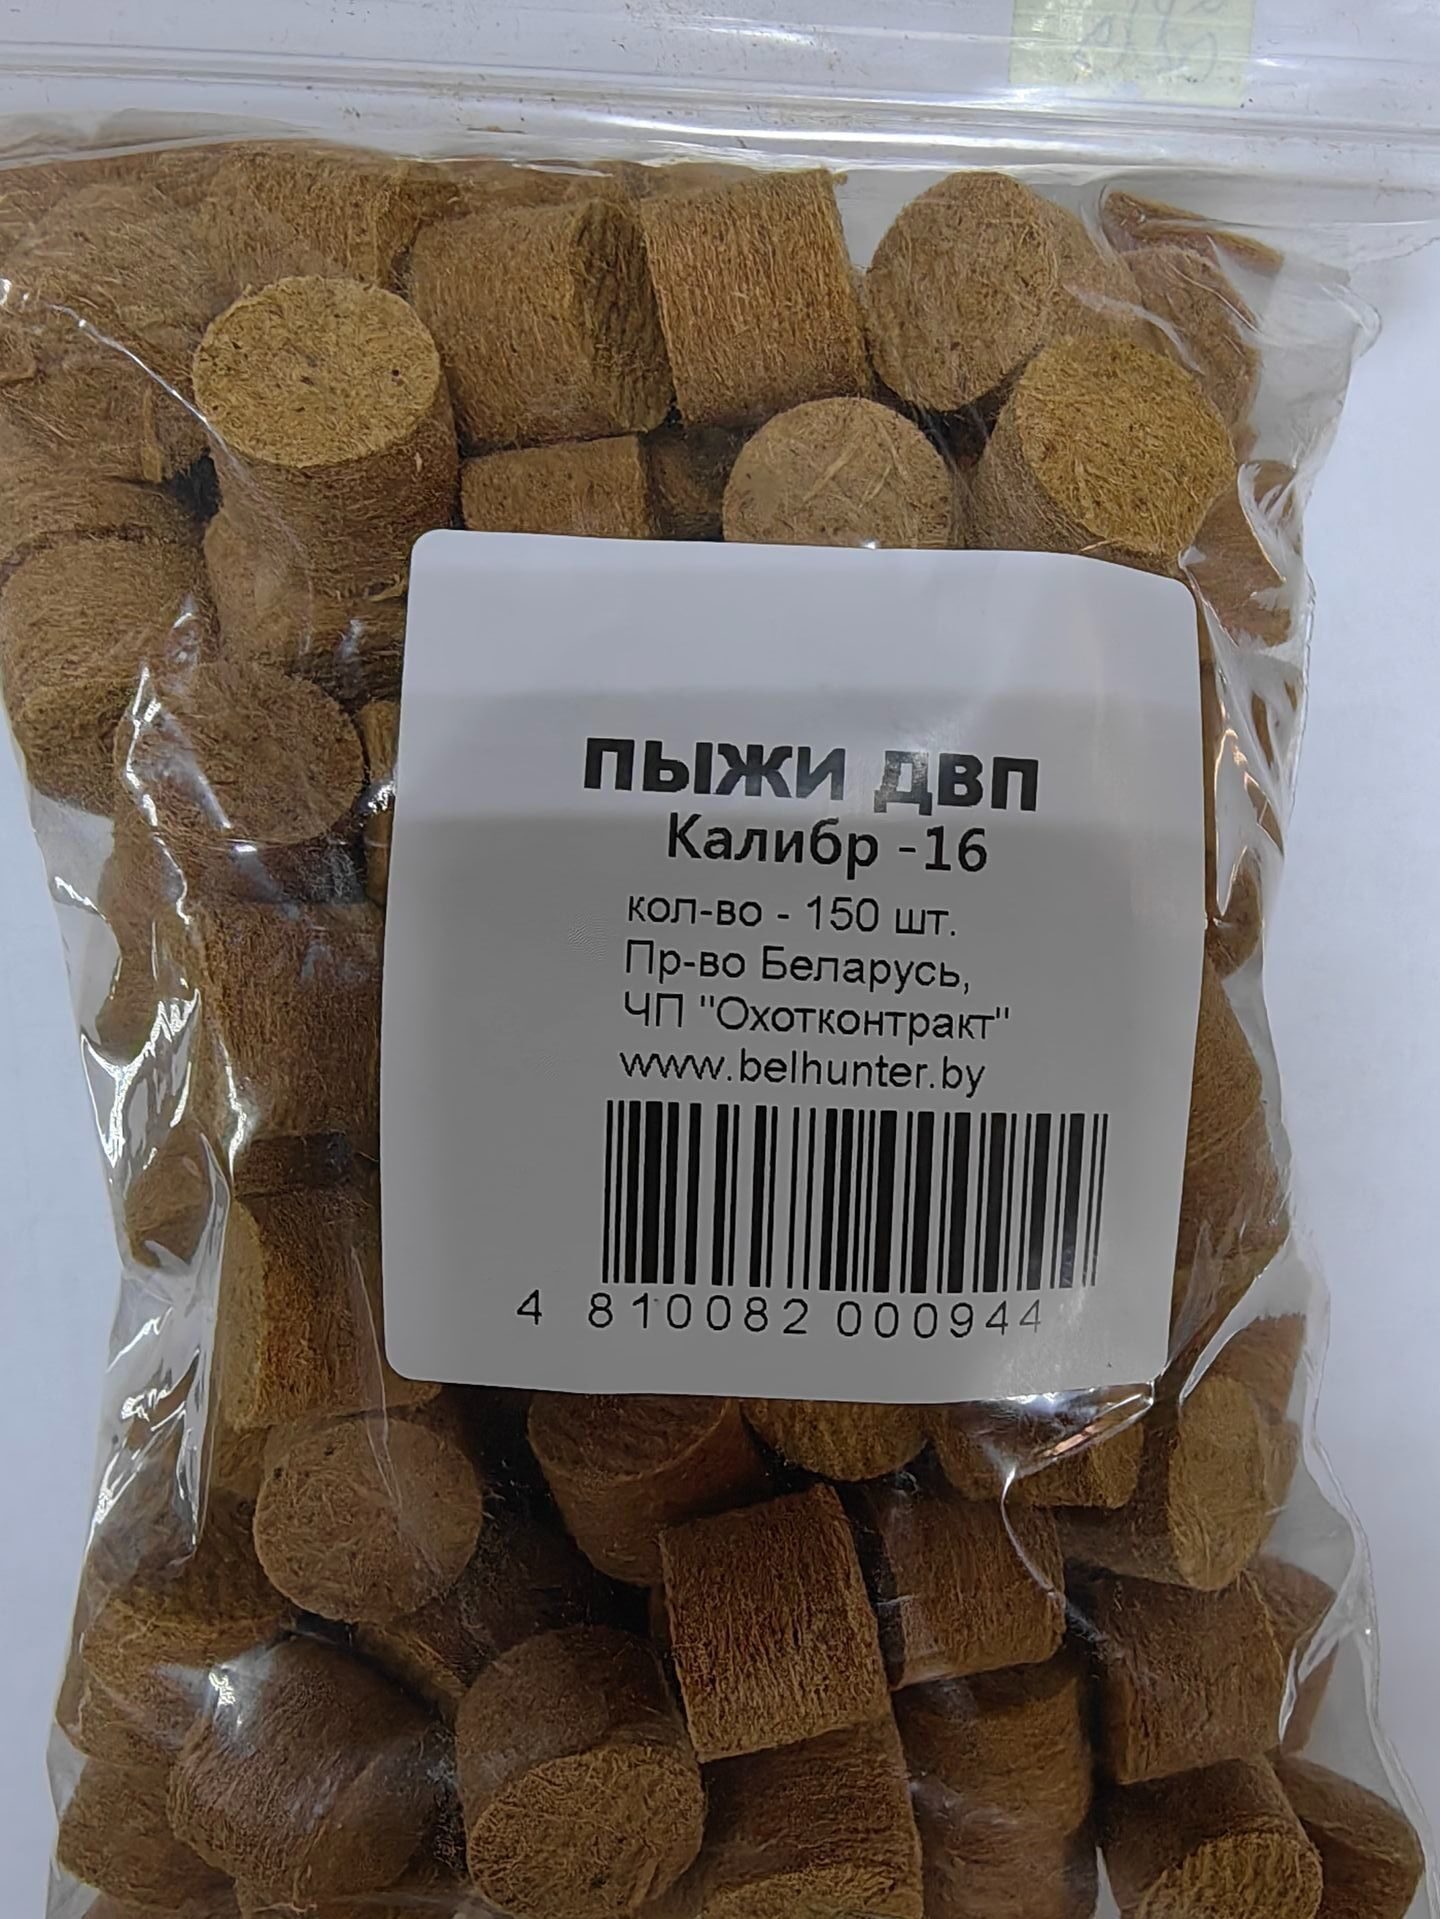 ПЫЖИ ДВП
Калибр -16
кол-во - 150 шт.
Пр-во Беларусь,
ЧП "Охотконтракт"
www.belhunter.by
4 810082 000944